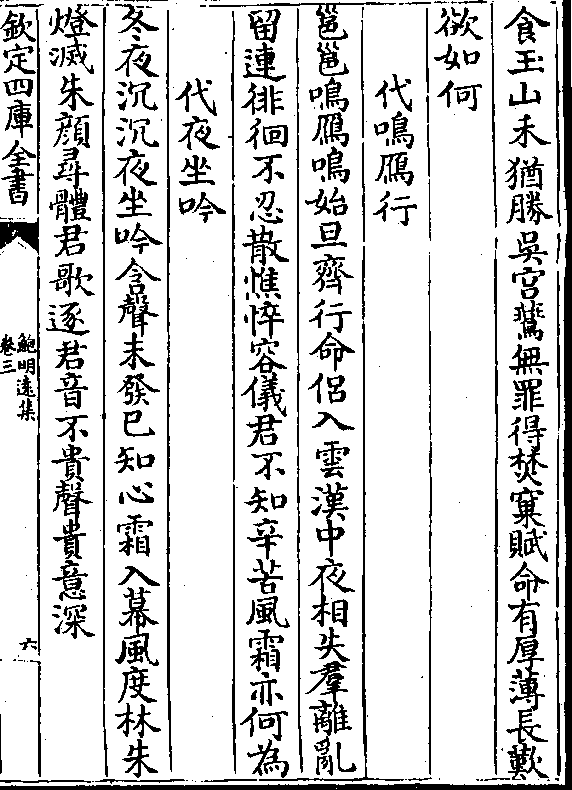 食玉山禾猶勝吳宫鷰無罪得焚窠賦命有厚薄長歎
欲如何
代鳴鴈行
邕邕鳴鴈鳴始旦齊行命侣入雲漢中夜相失羣離亂
留連徘徊不忍散憔悴容儀君不知辛苦風霜亦何為
代夜坐吟
冬夜沉沉夜坐吟含聲未發已知心霜入幕風度林朱
燈滅朱顔尋體君歌逐君音不貴聲貴意深
欽定四庫全書
鮑明遠集
卷三
六